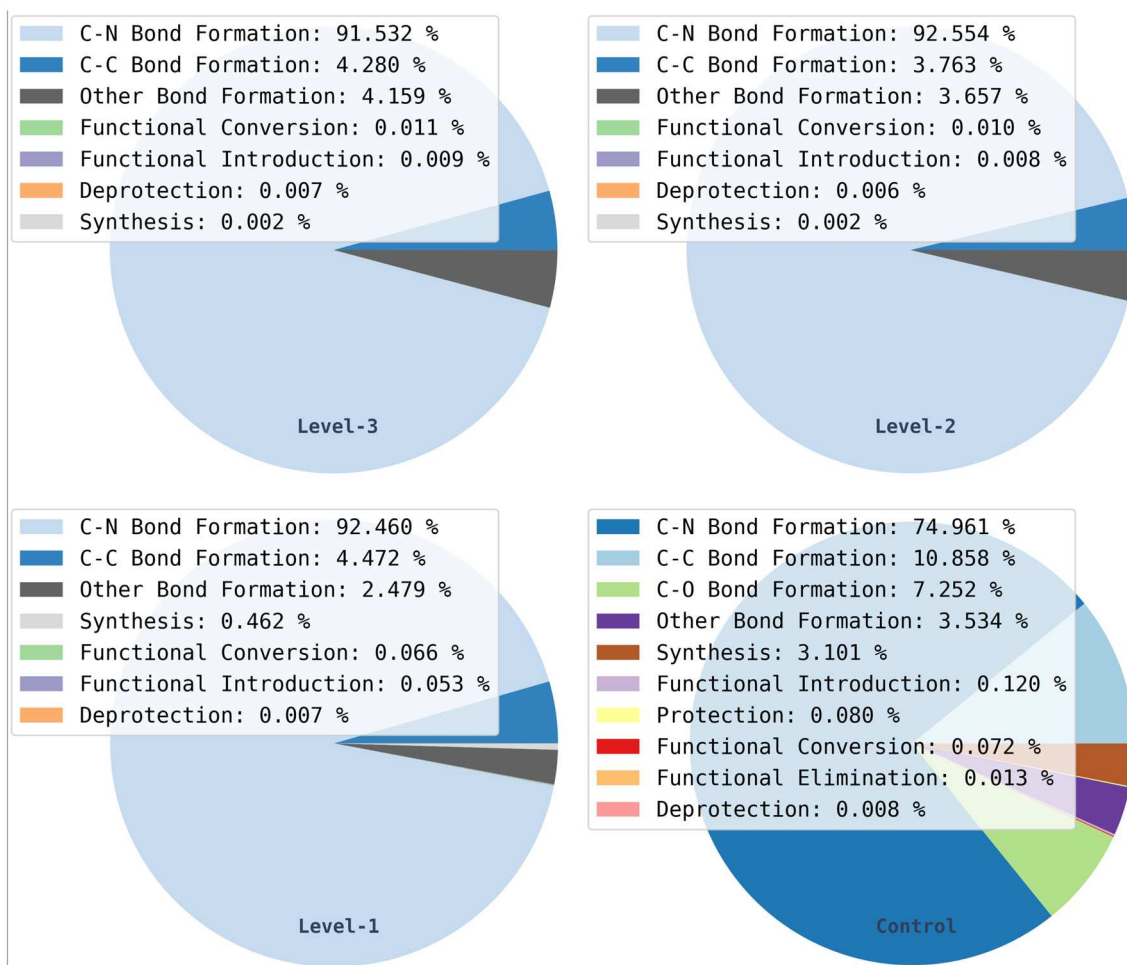 C-N Bond Formation: 91.532 %
C-C Bond Formation: 4.280 %
Other Bond Formation: 4.159 %
Functional Conversion: 0.011 %
Functional Introduction: 0.009 %
Deprotection: 0.007 %
Synthesis: 0.002 %
Level-3
C-N Bond Formation: 92.554 %
C-C Bond Formation: 3.763 %
Other Bond Formation: 3.657 %
Functional Conversion: 0.010 %
Functional Introduction: 0.008 %
Deprotection: 0.006 %
Synthesis: 0.002 %
Level-2
C-N Bond Formation: 92.460 %
C-C Bond Formation: 4.472 %
Other Bond Formation: 2.479 %
Synthesis: 0.462 %
Functional Conversion: 0.066 %
Functional Introduction: 0.053 %
Deprotection: 0.007 %
Level-1
C-N Bond Formation: 74.961 %
C-C Bond Formation: 10.858 %
C-O Bond Formation: 7.252 %
Other Bond Formation: 3.534 %
Synthesis: 3.101 %
Functional Introduction: 0.120 %
Protection: 0.080 %
Functional Conversion: 0.072 %
Functional Elimination: 0.013 %
Deprotection: 0.008 %
Control